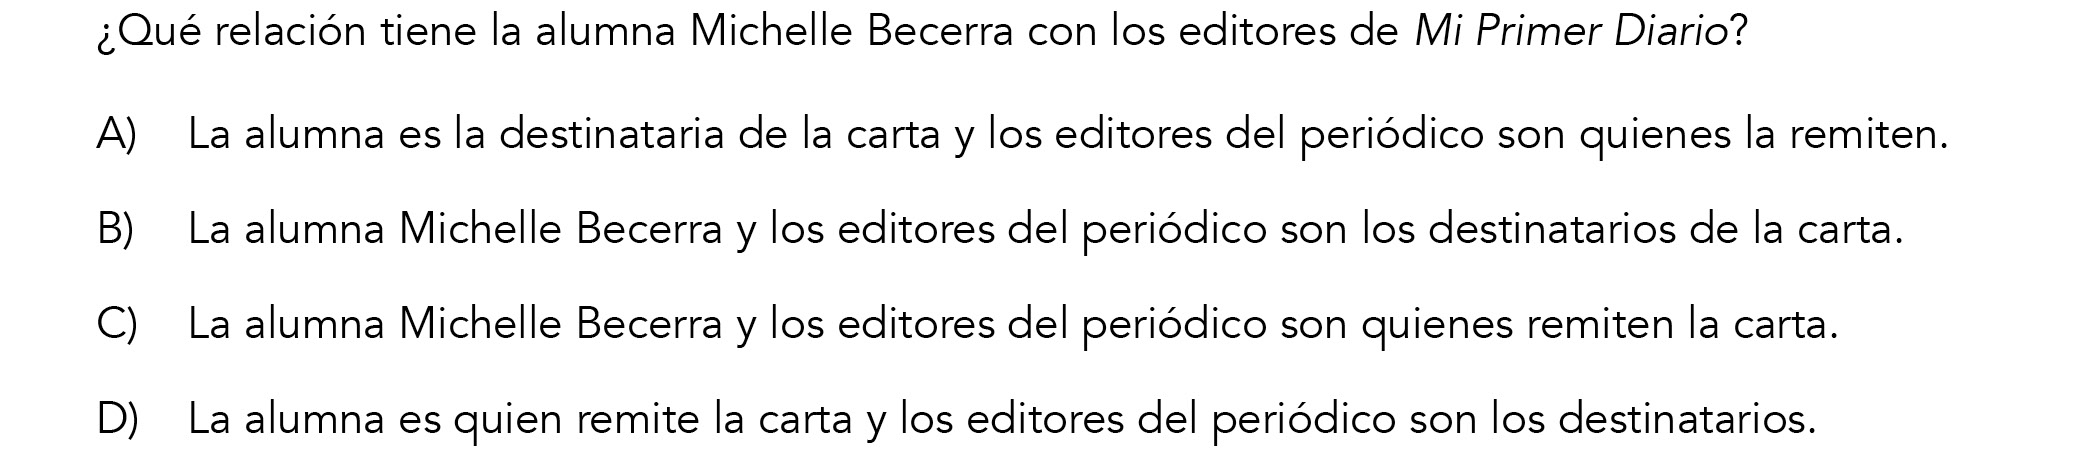 ¿Qué relación tiene la alumna Michelle Becerra con los editores de Mi Primer Diario?
A) La alumna es la destinataria de la carta y los editores del periódico son quienes la remiten.
B) La alumna Michelle Becerra y los editores del periódico son los destinatarios de la carta.
C) La alumna Michelle Becerra y los editores del periódico son quienes remiten la carta.
D) La alumna es quien remite la carta y los editores del periódico son los destinatarios.